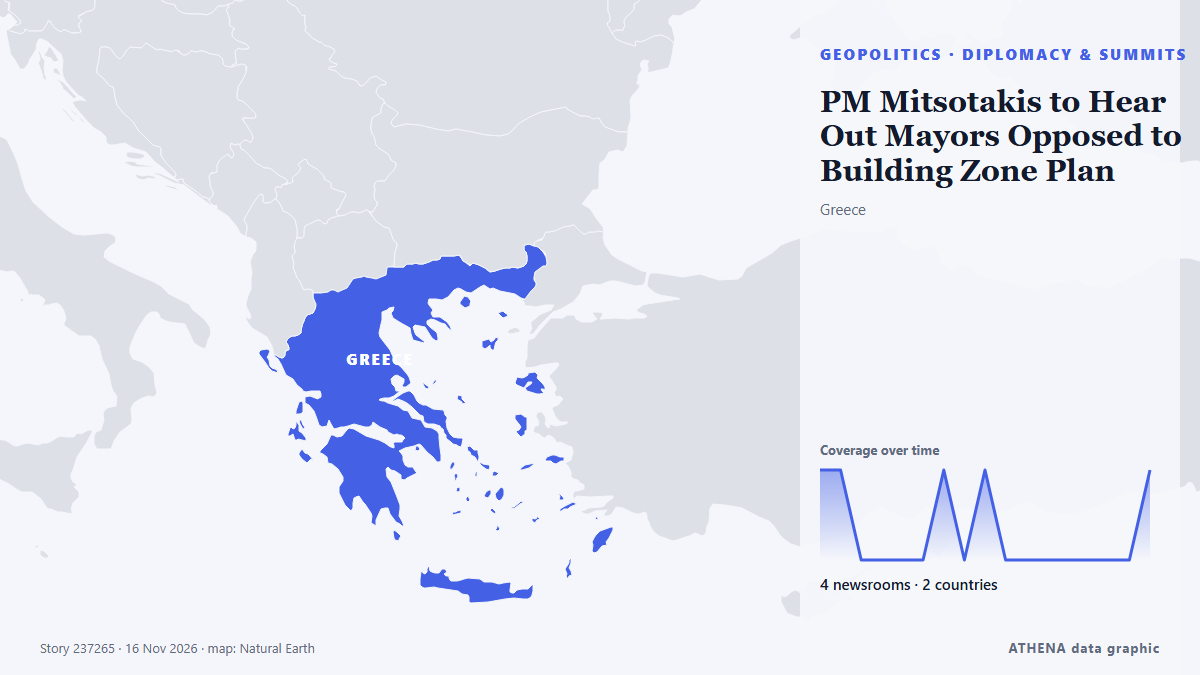 GEOPOLITICS · DIPLOMACY & SUMMITS
PM Mitsotakis to Hear
Out Mayors Opposed to
Building Zone Plan
Greece
GREECE
Coverage over time
4 newsrooms · 2 countries
Story 237265 · 16 Nov 2026 · map: Natural Earth
ATHENA data graphic